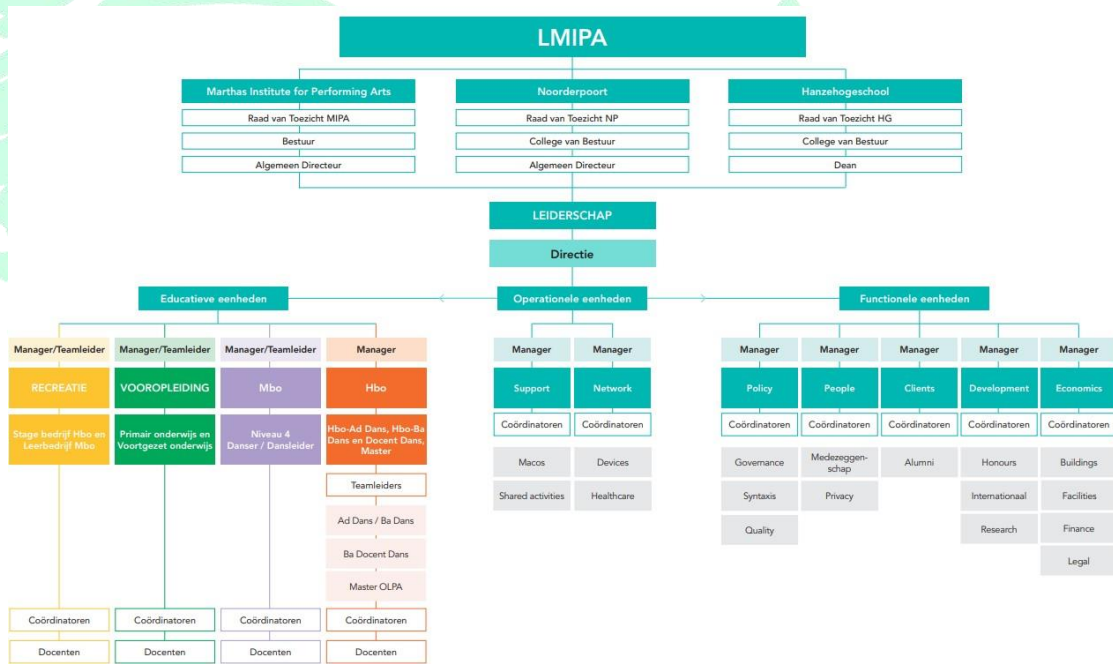 LMIPA
Marthas Institute for Performing Arts
Noorderpoort
Hanzehogeschool
Raad van Toezicht MIPA
Raad van Toezicht NP
Raad van Toezicht HG
Bestuur
College van Bestuur
College van Bestuur
Algemeen Directeur
Algemeen Directeur
Dean
LEIDERSCHAP
Directie
Educatieve eenheden
Operationele eenheden
Functionele eenheden
Manager/Teamleider
Manager/Teamleider
Manager/Teamleider
Manager
Manager
Manager
Manager
Manager
Manager
Manager
Manager
RECREATIE
VOOROPLEIDING
Mbo
Hbo
Support
Network
Policy
People
Clients
Development
Economics
Stage bedrijf Hbo en
Leerbedrijf Mbo
Primair onderwijs en
Voortgezet onderwijs
Niveau 4
Danser / Dansleider
Hbo-Ad Dans, Hbo-Ba
Dans en Docent Dans,
Master
Coördinatoren
Coördinatoren
Coördinatoren
Coördinatoren
Coördinatoren
Coördinatoren
Coördinatoren
Teamleiders
Ad Dans / Ba Dans
Ba Docent Dans
Master OLPA
Macos
Shared activities
Devices
Healthcare
Governance
Syntaxis
Quality
Medezeggen-
schap
Privacy
Alumni
Honours
Internationaal
Research
Buildings
Facilities
Finance
Legal
Coördinatoren
Coördinatoren
Coördinatoren
Coördinatoren
Docenten
Docenten
Docenten
Docenten